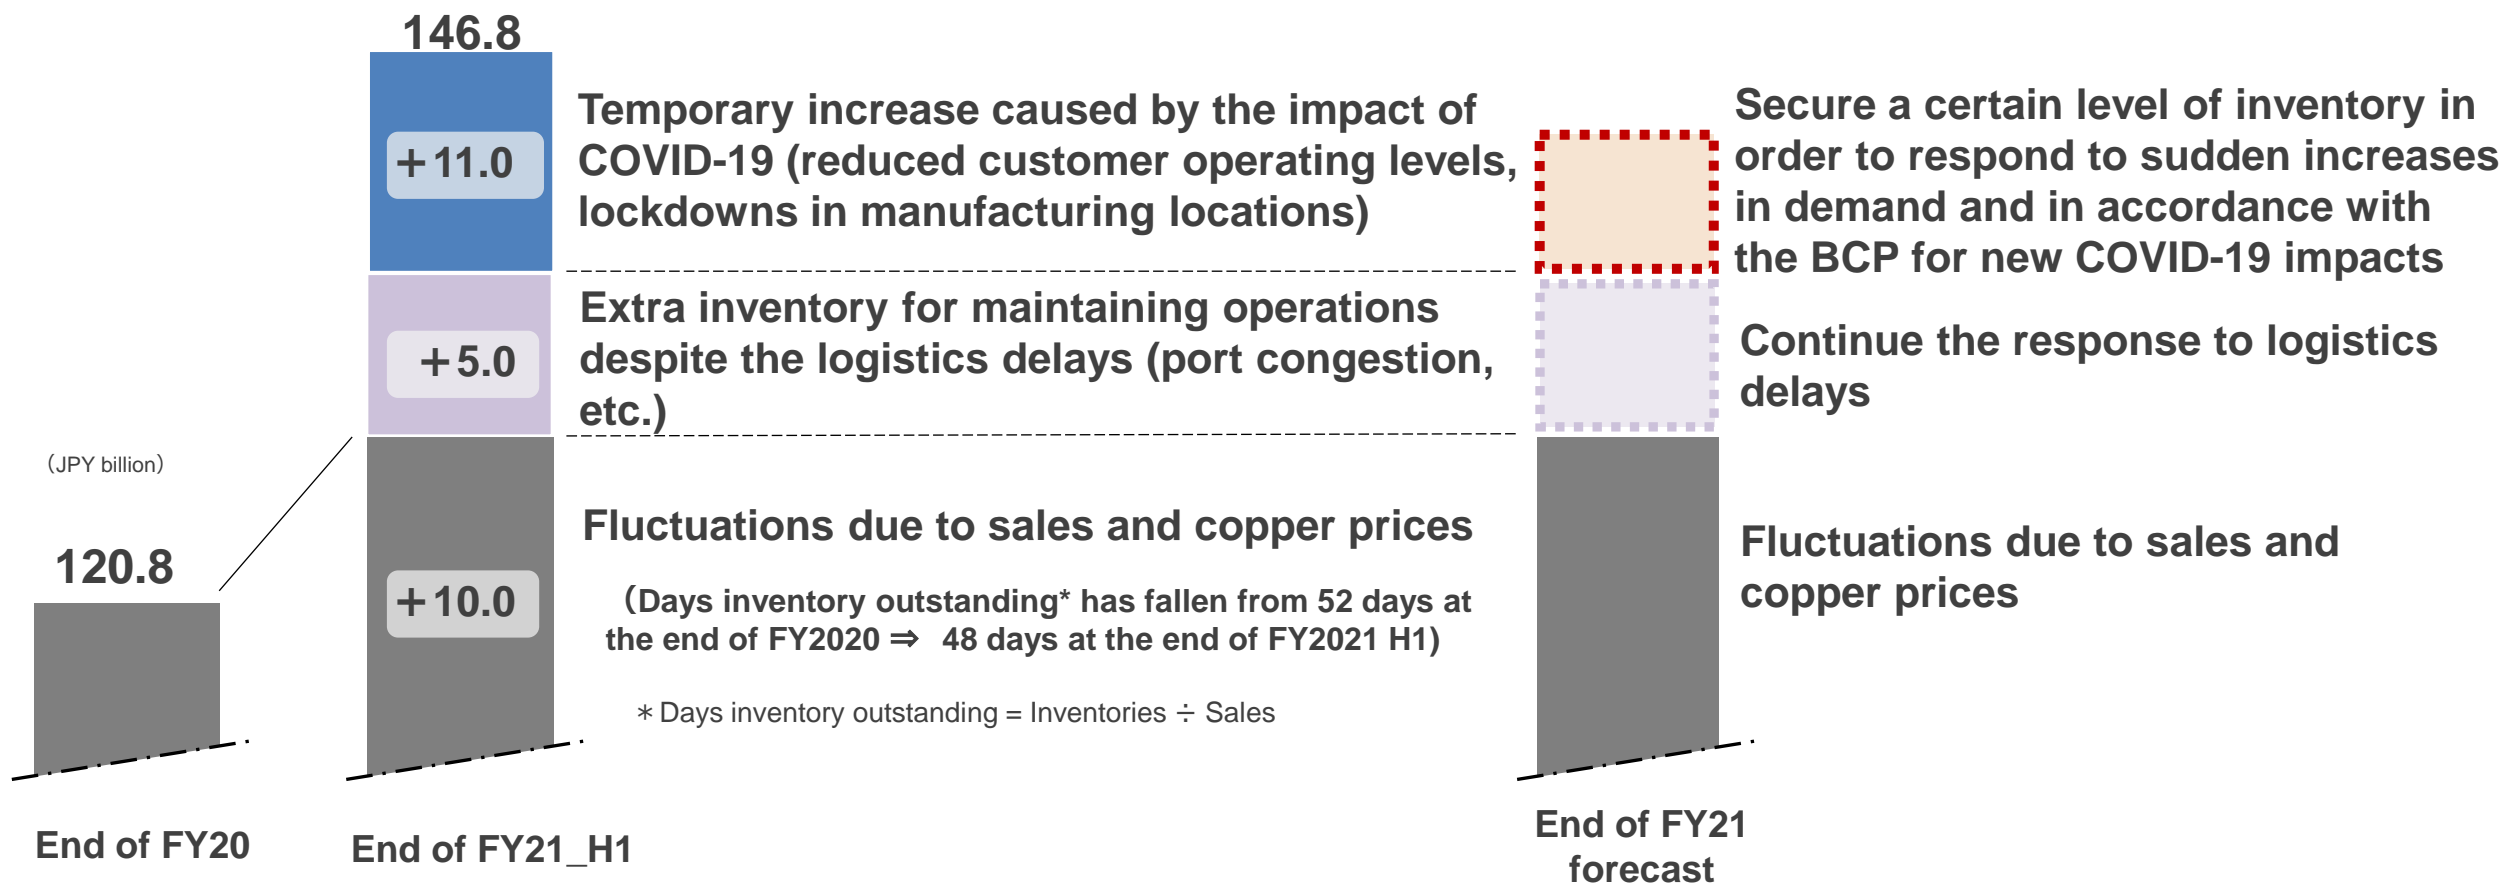 146.8
＋11.0
Temporary increase caused by the impact of
COVID-19 (reduced customer operating levels,
lockdowns in manufacturing locations)
Secure a certain level of inventory in
order to respond to sudden increases
in demand and in accordance with
the BCP for new COVID-19 impacts
＋5.0
Extra inventory for maintaining operations
despite the logistics delays (port congestion,
etc.)
Continue the response to logistics
delays
（JPY billion）
120.8
＋10.0
Fluctuations due to sales and copper prices
（Days inventory outstanding* has fallen from 52 days at
the end of FY2020 ⇒ 48 days at the end of FY2021 H1)
＊Days inventory outstanding = Inventories ÷ Sales
Fluctuations due to sales and
copper prices
End of FY20
End of FY21_H1
End of FY21
forecast